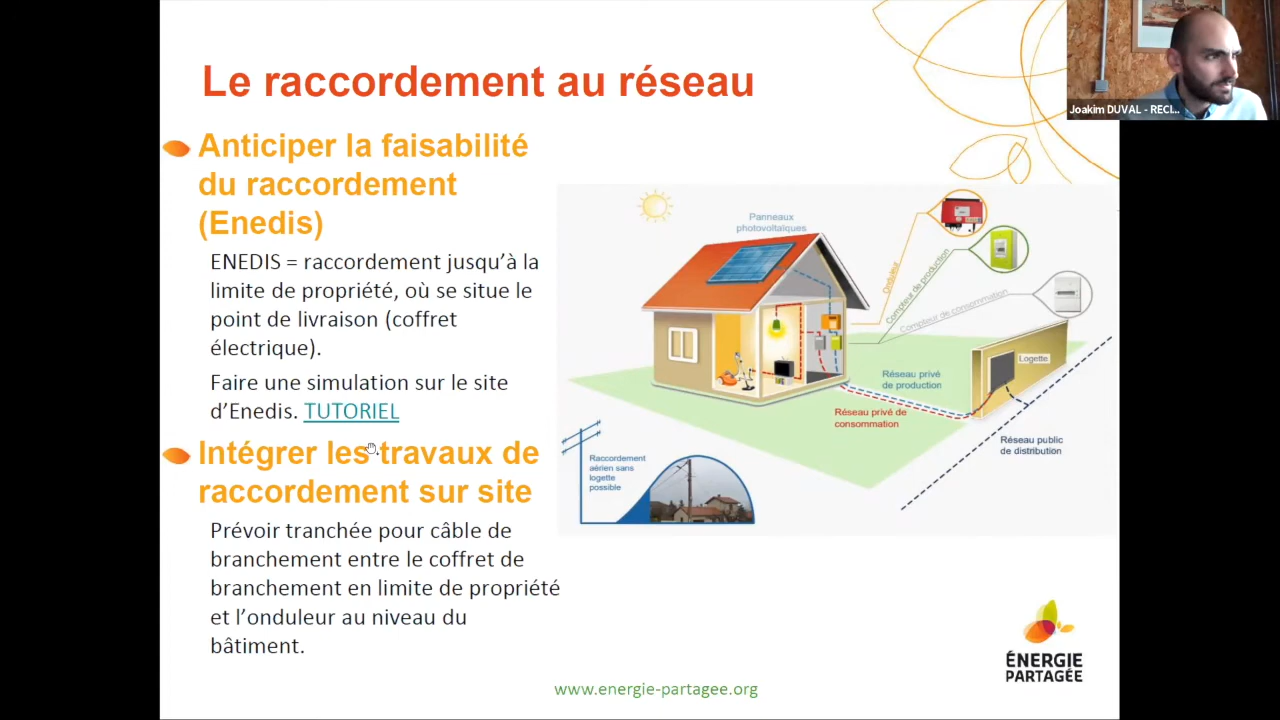 Le raccordement au réseau
Joakim DUVAL - RECI...
Anticiper la faisabilité
du raccordement
(Enedis)
ENEDIS = raccordement jusqu'à la
limite de propriété, où se situe le
point de livraison (coffret
électrique).
Faire une simulation sur le site
d'Enedis. TUTORIEL
Intégrer les travaux de
raccordement sur site
Prévoir tranchée pour câble de
branchement entre le coffret de
branchement en limite de propriété
et l'onduleur au niveau du
bâtiment.
Panneaux
photovoltaïques
Onduleur
Compteur de production
Compteur de consommation
Logette
Réseau privé
de production
Réseau privé de
consommation
Réseau public
de distribution
Raccordement
aérien sans
logette
possible
ÉNERGIE
PARTAGÉE
www.energie-partagee.org